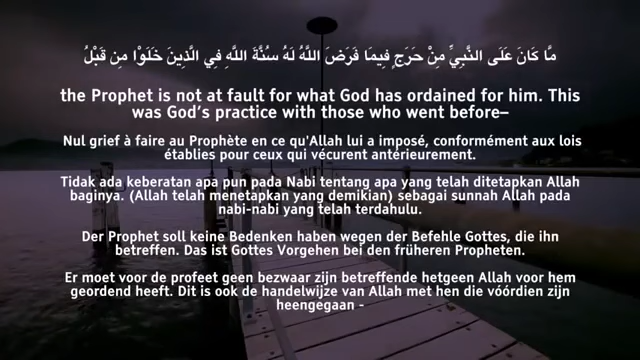 مَّا كَانَ عَلَى النَّبِيِّ مِنْ حَرَجٍ فِيمَا فَرَضَ اللَّهُ لَهُ سُنَّةَ اللَّهِ فِي الَّذِينَ خَلَوْا مِن قَبْلُ
the Prophet is not at fault for what God has ordained for him. This
was God's practice with those who went before—
Nul grief à faire au Prophète en ce qu'Allah lui a imposé, conformément aux lois
établies pour ceux qui vécurent antérieurement.
Tidak ada keberatan apa pun pada Nabi tentang apa yang telah ditetapkan Allah
baginya. (Allah telah menetapkan yang demikian) sebagai sunnah Allah pada
nabi-nabi yang telah terdahulu.
Der Prophet soll keine Bedenken haben wegen der Befehle Gottes, die ihn
betreffen. Das ist Gottes Vorgehen bei den früheren Propheten.
Er moet voor de profeet geen bezwaar zijn betreffende hetgeen Allah voor hem
geordend heeft. Dit is ook de handelwijze van Allah met hen die vóórdien zijn
heengegaan -